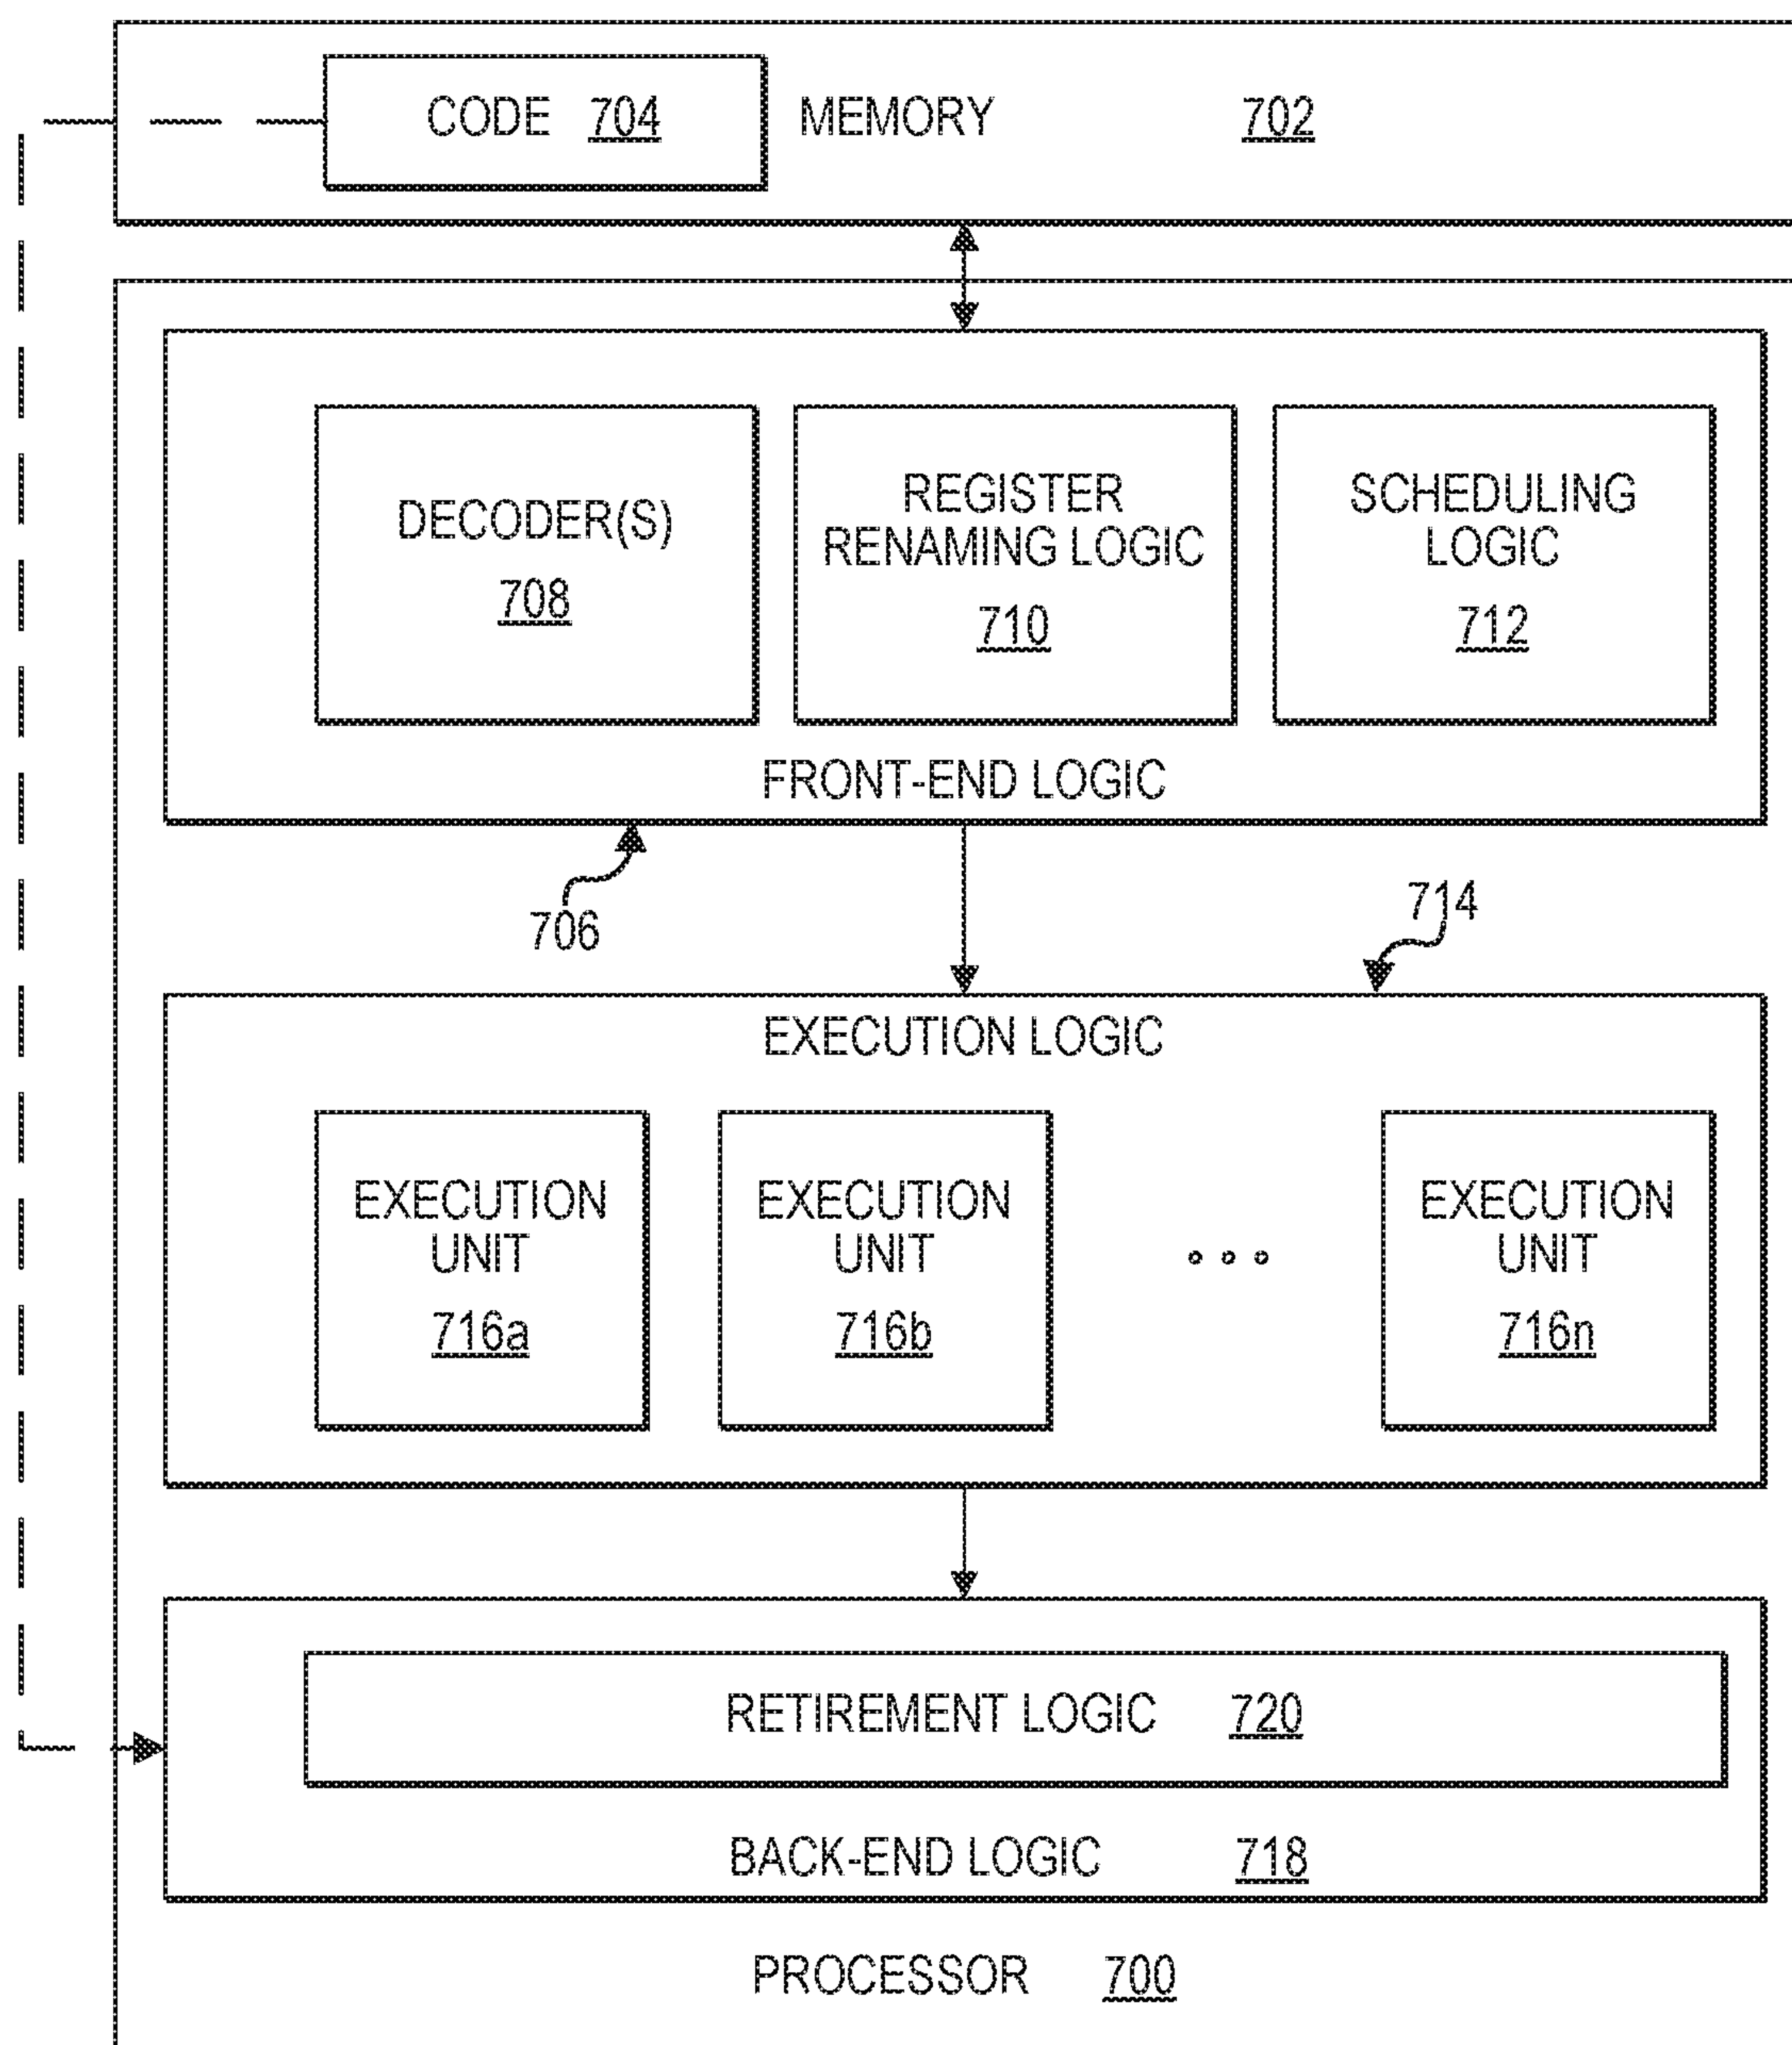 CODE 704 MEMORY 702
DECODER(S)
708
REGISTER
RENAMING LOGIC
710
SCHEDULING
LOGIC
712
FRONT-END LOGIC
706
714
EXECUTION LOGIC
EXECUTION
UNIT
716a
EXECUTION
UNIT
716b
EXECUTION
UNIT
716n
RETIREMENT LOGIC 720
BACK-END LOGIC 718
PROCESSOR 700